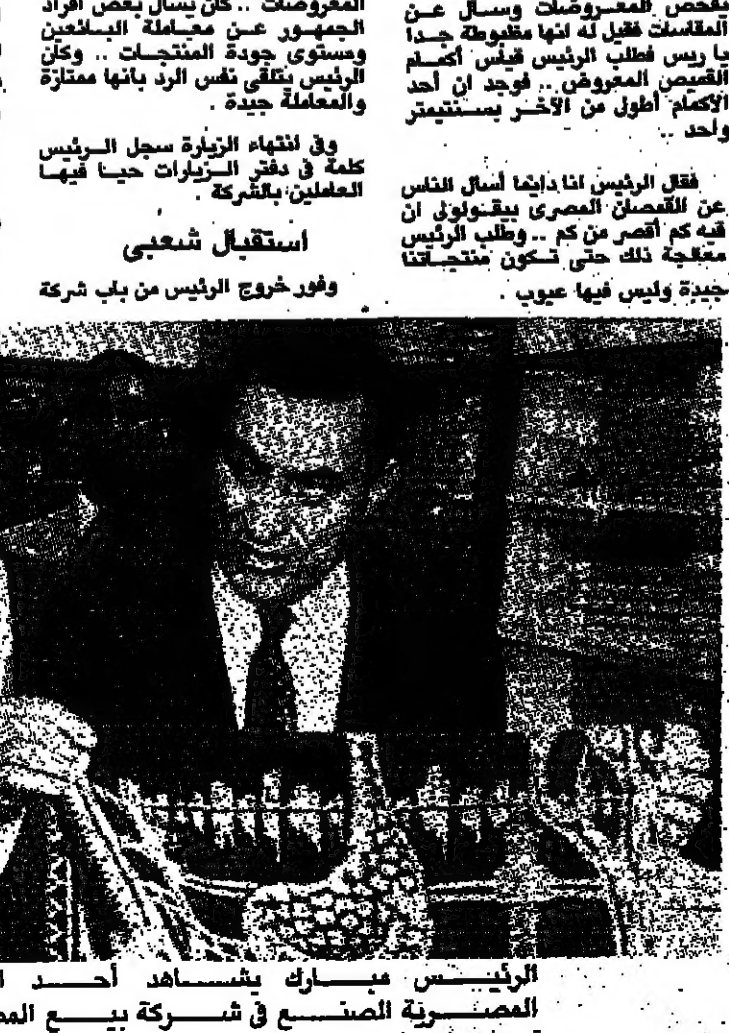 يفحص المعروضات وسأل عن
المقاسات فقيل له انها مظبوطة جدا
يا ريس فطلب الرئيس قياس أكمام
القميص المعروض .. فوجد ان أحد
الأكمام أطول من الآخر بسنتيمتر
واحد ..
فقال الرئيس انا دايما أسأل الناس
عن القمصان المصرى بيقولولى ان
فيه كم أقصر من كم .. وطلب الرئيس
معالجة ذلك حتى تكون منتجاتنا
جيدة وليس فيها عيوب .
المعروضات .. كان يسأل بعض أفراد
الجمهور عن معاملة البائعين
ومستوى جودة المنتجات .. وكان
الرئيس يتلقى نفس الرد بأنها ممتازة
والمعاملة جيدة .
وفى انتهاء الزيارة سجل الرئيس
كلمة فى دفتر الزيارات حيا فيها
العاملين بالشركة .
استقبال شعبى
وفور خروج الرئيس من باب شركة
الرئيس مبارك يشاهد أحد
المصرية الصنع فى شركة بيع